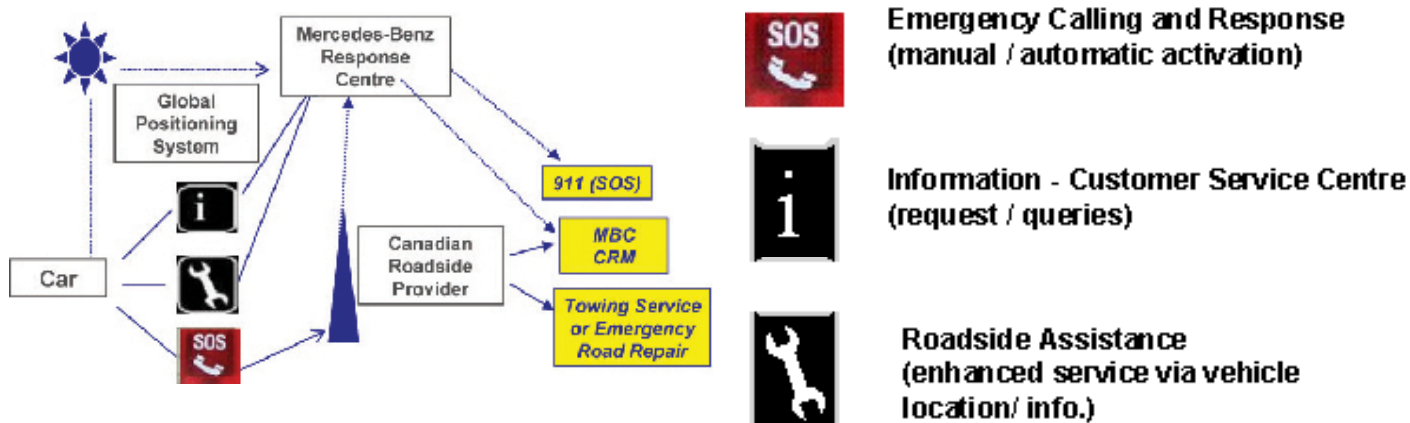 Mercedes-Benz
Response
Centre
Global
Positioning
System
i
911 (SOS)
MBC
CRM
Canadian
Roadside
Provider
Car
Towing Service
or Emergency
Road Repair
SOS
SOS
Emergency Calling and Response
(manual / automatic activation)
i
Information - Customer Service Centre
(request / queries)
Roadside Assistance
(enhanced service via vehicle
location/ info.)